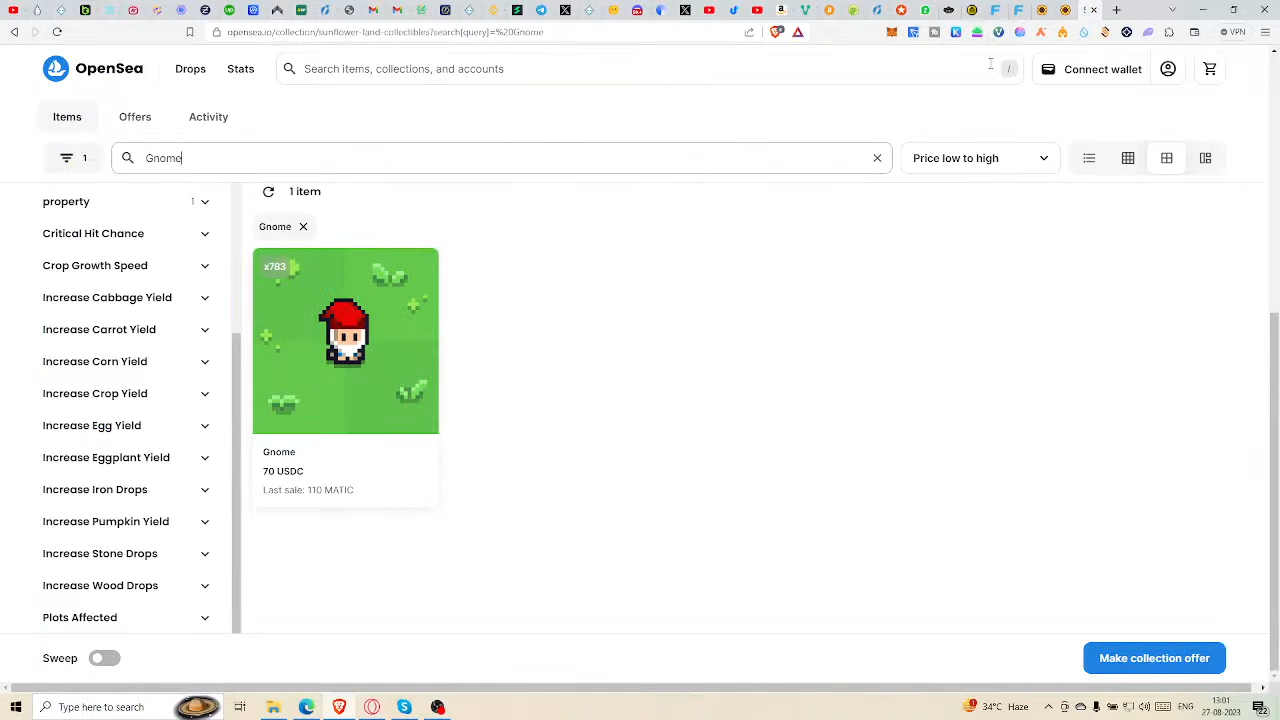 opensea.io/collection/sunflower-land-collectibles?search[query]=%20Gnome
VPN
OpenSea
Drops
Stats
Search items, collections, and accounts
/
Connect wallet
Items
Offers
Activity
1
Gnome
Price low to high
property
1
1 item
Critical Hit Chance
Gnome
Crop Growth Speed
x783
Increase Cabbage Yield
Increase Carrot Yield
Increase Corn Yield
Increase Crop Yield
Increase Egg Yield
Increase Eggplant Yield
Gnome
70 USDC
Last sale: 110 MATIC
Increase Iron Drops
Increase Pumpkin Yield
Increase Stone Drops
Increase Wood Drops
Plots Affected
Sweep
Make collection offer
Type here to search
34°C Haze
ENG
13:01
27-08-2023
22